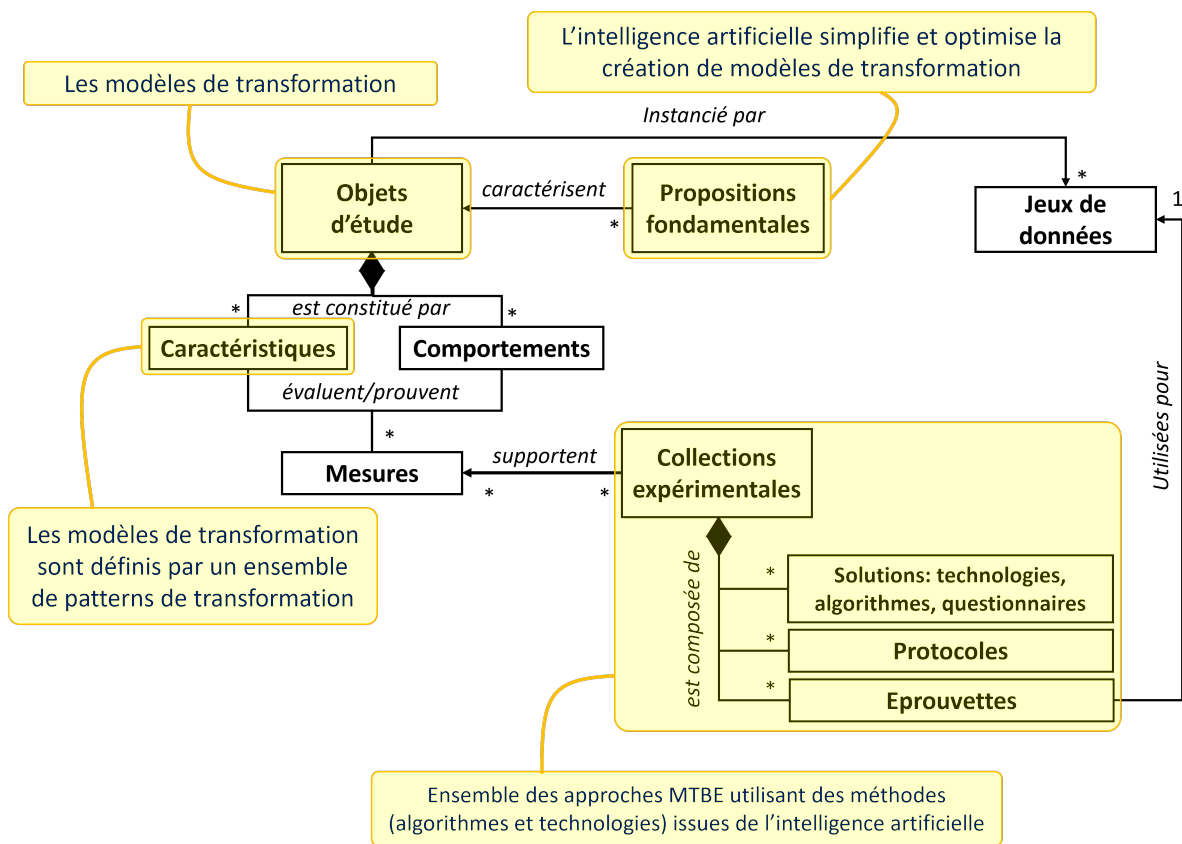 L’intelligence artificielle simplifie et optimise la
création de modèles de transformation
Les modèles de transformation
Instancié par
*
Objets
d’étude
caractérisent
*
Propositions
fondamentales
Jeux de
données
1
est constitué par
*
*
Caractéristiques
Comportements
évaluent/prouvent
*
Mesures
supportent
*
*
Collections
expérimentales
Utilisées pour
Les modèles de transformation
sont définis par un ensemble
de patterns de transformation
est composée de
*
Solutions: technologies,
algorithmes, questionnaires
*
Protocoles
*
Eprouvettes
Ensemble des approches MTBE utilisant des méthodes
(algorithmes et technologies) issues de l’intelligence artificielle